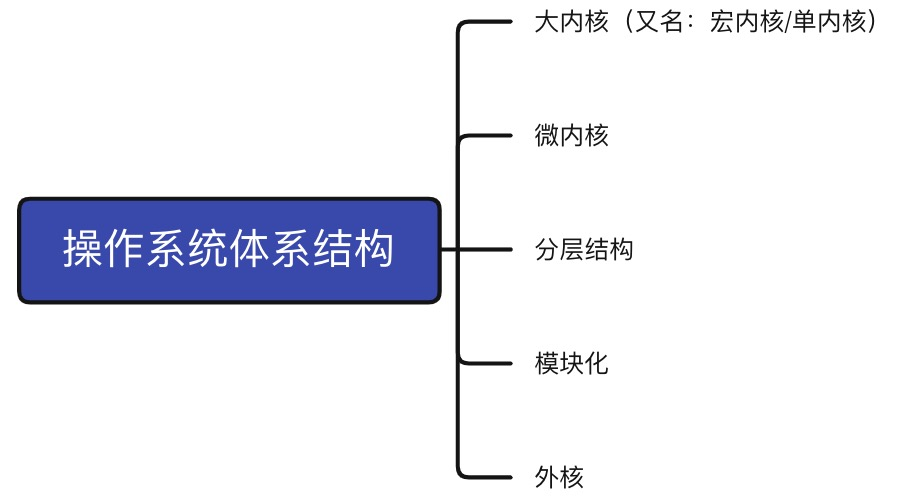 大内核（又名：宏内核/单内核）
微内核
操作系统体系结构
分层结构
模块化
外核